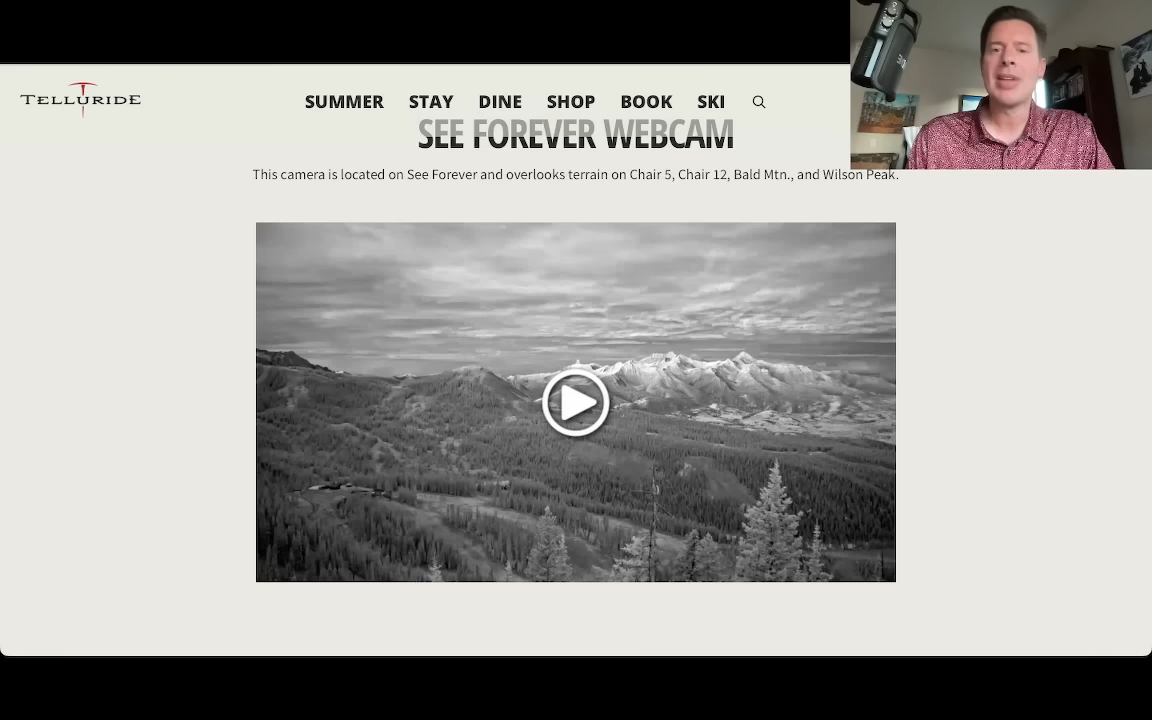 TELLURIDE
SUMMER STAY DINE SHOP BOOK SKI
SEE FOREVER WEBCAM
This camera is located on See Forever and overlooks terrain on Chair 5, Chair 12, Bald Mtn., and Wilson Peak.